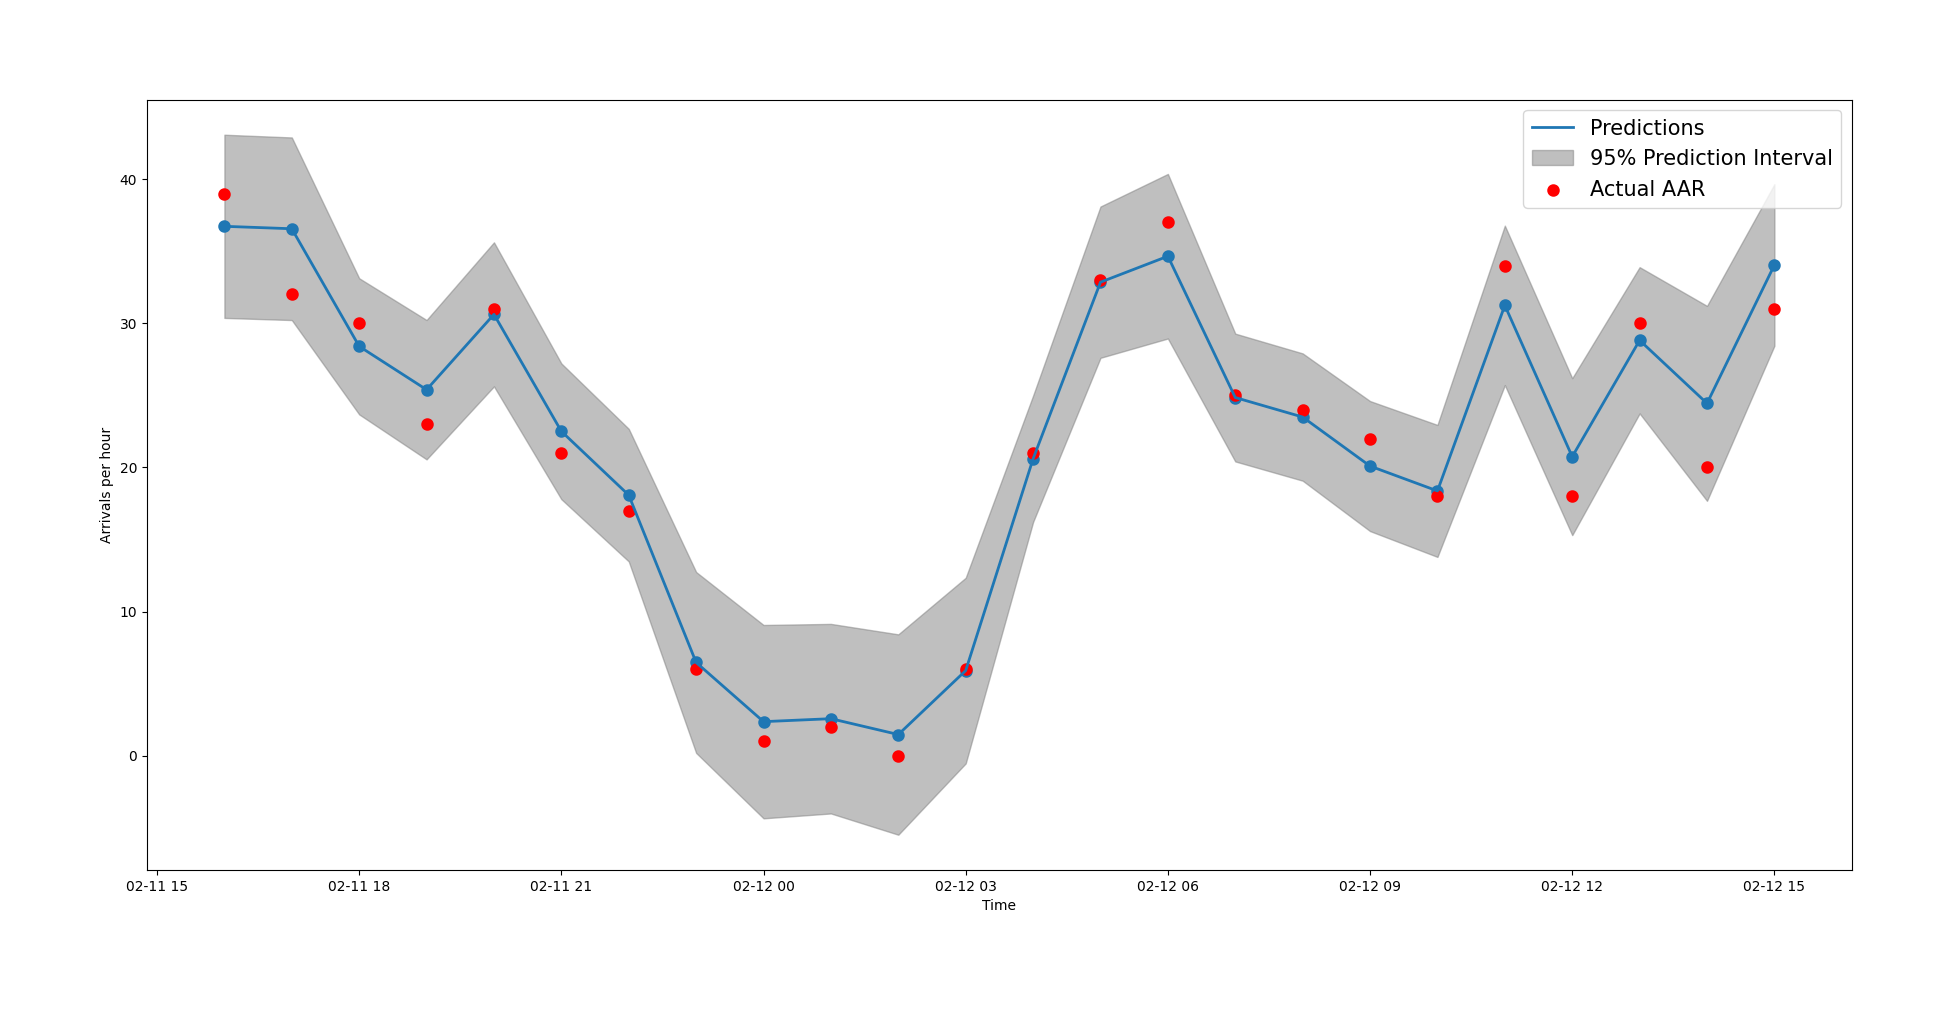 Predictions
95% Prediction Interval
Actual AAR
40
30
20
10
0
Arrivals per hour
02-11 15
02-11 18
02-11 21
02-12 00
02-12 03
02-12 06
02-12 09
02-12 12
02-12 15
Time